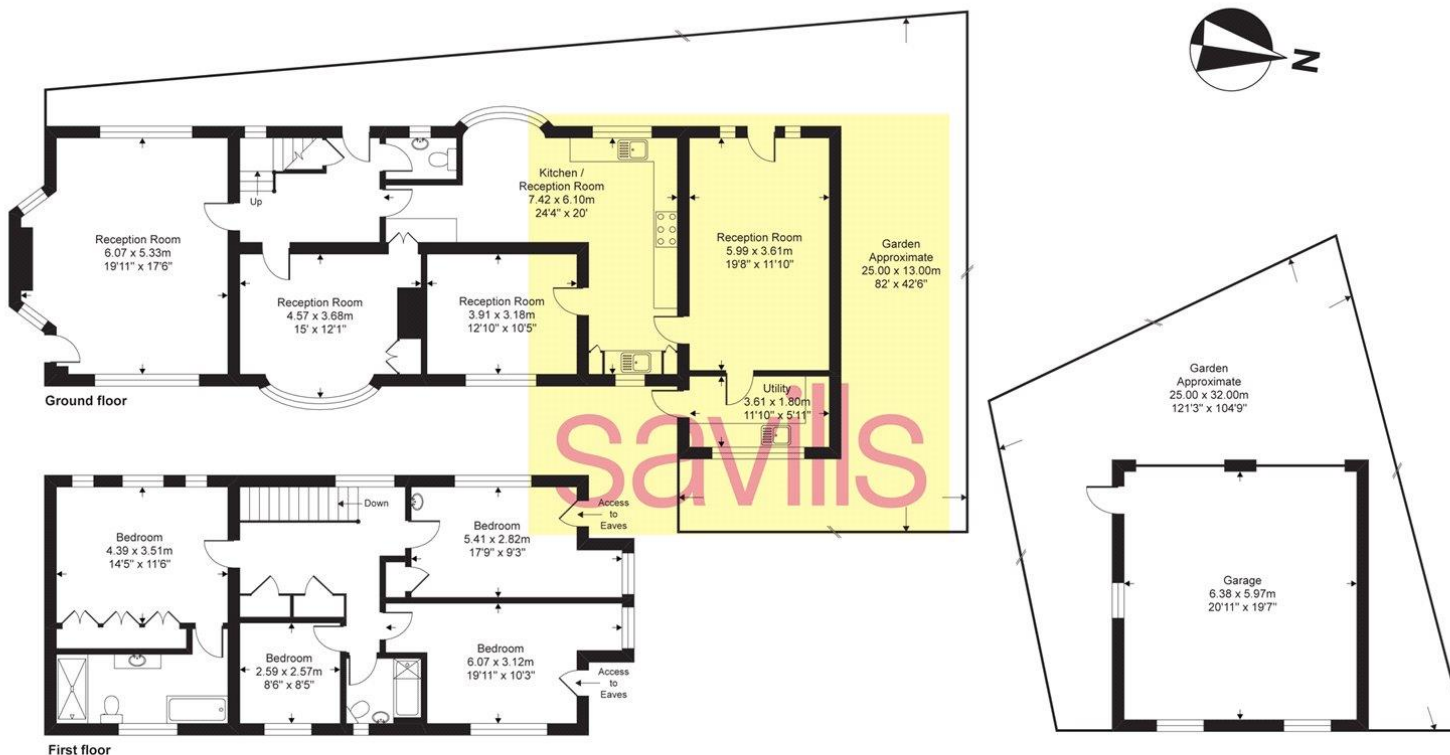 N
Kitchen /
Reception Room
7.42 x 6.10m
24'4" x 20'
Up
Reception Room
6.07 x 5.33m
19'11" x 17'6"
Reception Room
5.99 x 3.61m
19'8" x 11'10"
Garden
Approximate
25.00 x 13.00m
82' x 42'6"
Reception Room
4.57 x 3.68m
15' x 12'1"
Reception Room
3.91 x 3.18m
12'10" x 10'5"
Utility
3.61 x 1.80m
11'10" x 5'11"
Ground floor
savills
Garden
Approximate
25.00 x 32.00m
121'3" x 104'9"
Down
Access
to
Eaves
Bedroom
4.39 x 3.51m
14'5" x 11'6"
Bedroom
5.41 x 2.82m
17'9" x 9'3"
Garage
6.38 x 5.97m
20'11" x 19'7"
Bedroom
2.59 x 2.57m
8'6" x 8'5"
Bedroom
6.07 x 3.12m
19'11" x 10'3"
Access
to
Eaves
First floor